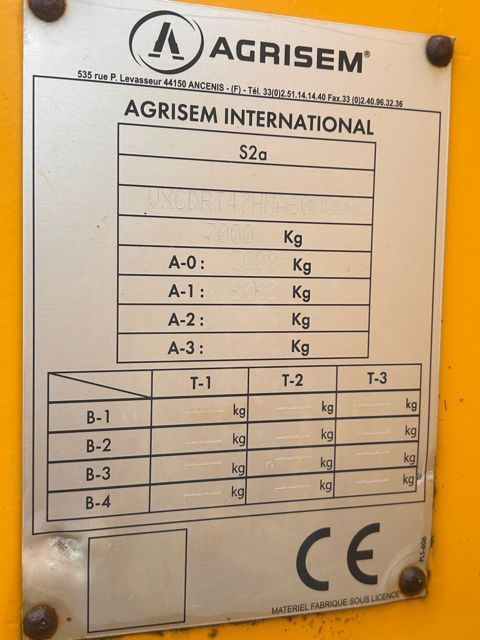 AGRISEM®
535 rue P. Levasseur 44150 ANCENIS - (F) - Tél. 33(0)2.51.14.14.40 Fax.33 (0)2.40.96.32.36
AGRISEM INTERNATIONAL
S2a
7000 Kg
A-0 : Kg
A-1 : Kg
A-2 : Kg
A-3 : Kg
T-1 T-2 T-3
B-1 kg kg kg
B-2 kg kg kg
B-3 kg kg kg
B-4 kg kg kg
CE
MATERIEL FABRIQUE SOUS LICENCE
PLS-606